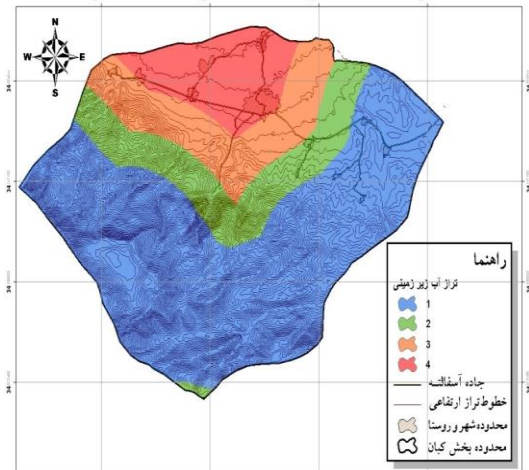 N
W E
S
راهنما
تراز آب زیر زمینی
1
2
3
4
جاده آسفالته
خطوط تراز ارتفاعی
محدوده شهر و روستا
محدوده بخش کهان